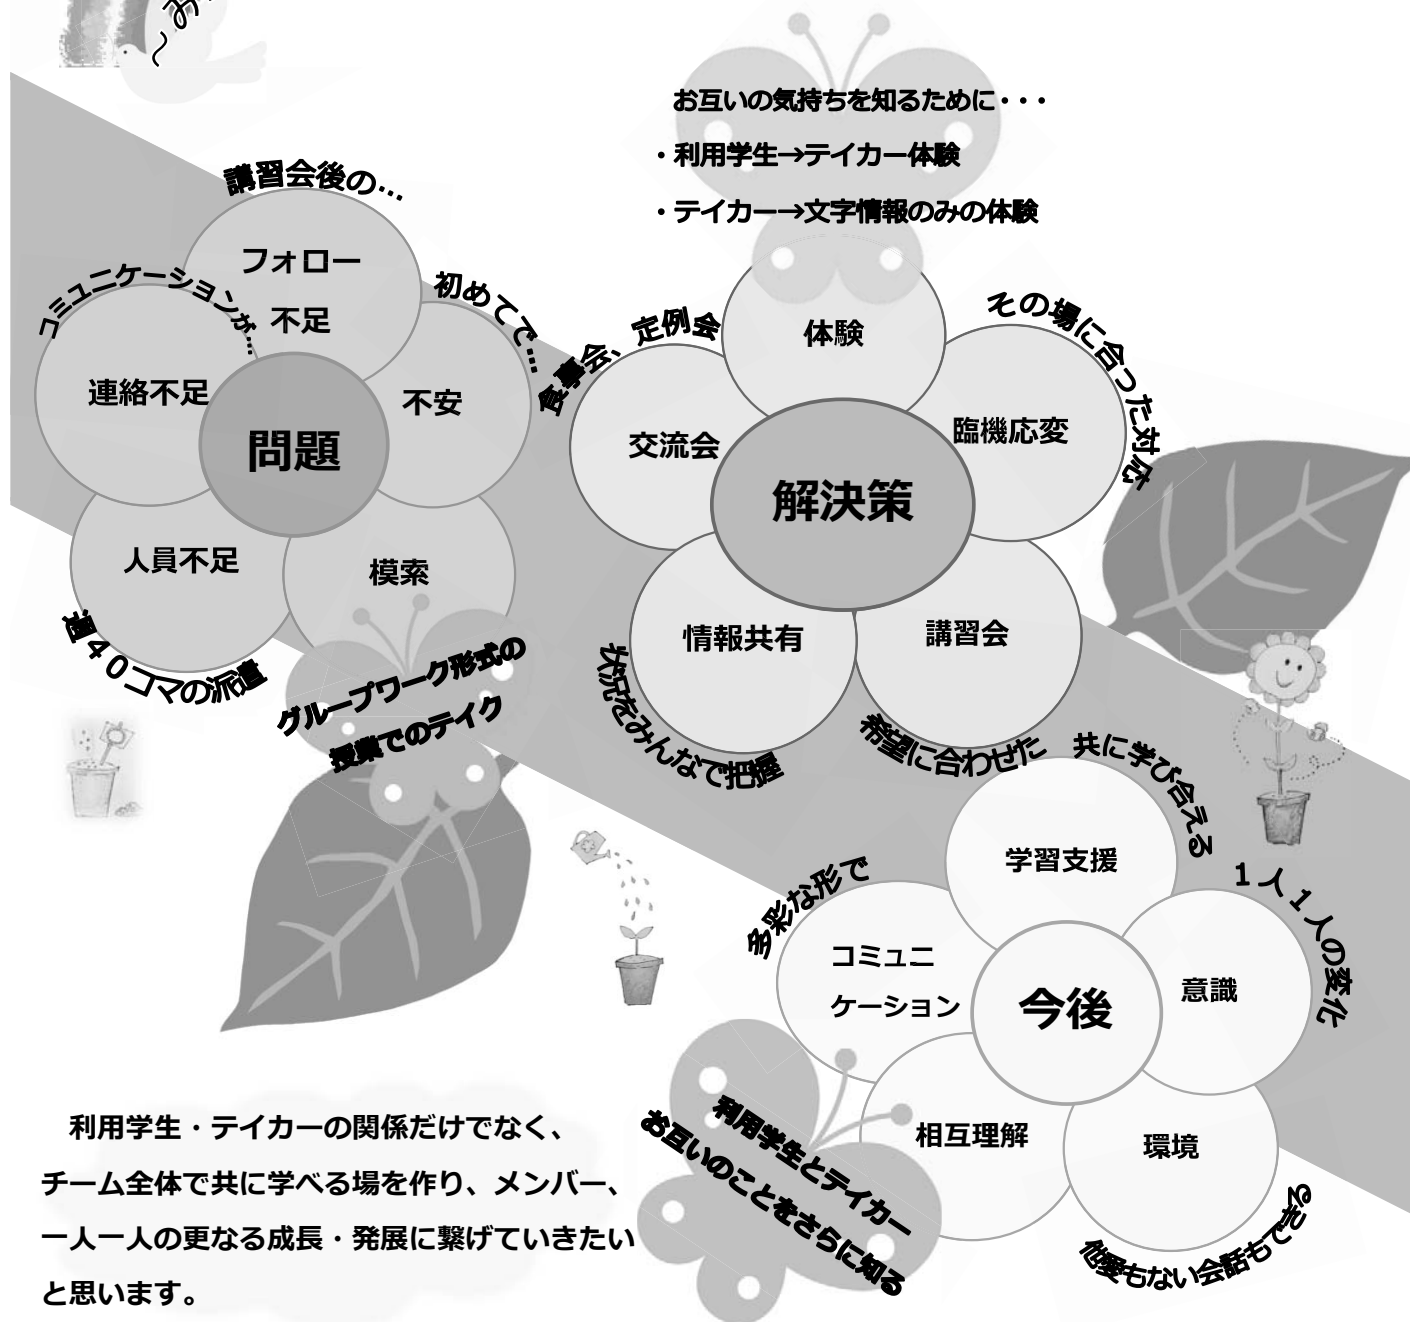 ～み
お互いの気持ちを知るために・・・
・利用学生→テイカー体験
・テイカー→文字情報のみの体験
講習会後の…
フォロー
不足
コミュニケーションが…
連絡不足
初めてで…
不安
問題
人員不足
週４０コマの派遣
模索
グループワーク形式の
授業でのテイク
体験
食事会、定例会
交流会
その場に合った対応
臨機応変
解決策
情報共有
状況をみんなで把握
講習会
希望に合わせた
共に学び合える
学習支援
多彩な形で
コミュニ
ケーション
１人１人の変化
意識
今後
相互理解
利用学生とテイカー
お互いのことをさらに知る
環境
他愛もない会話もできる
利用学生・テイカーの関係だけでなく、
チーム全体で共に学べる場を作り、メンバー、
一人一人の更なる成長・発展に繋げていきたい
と思います。